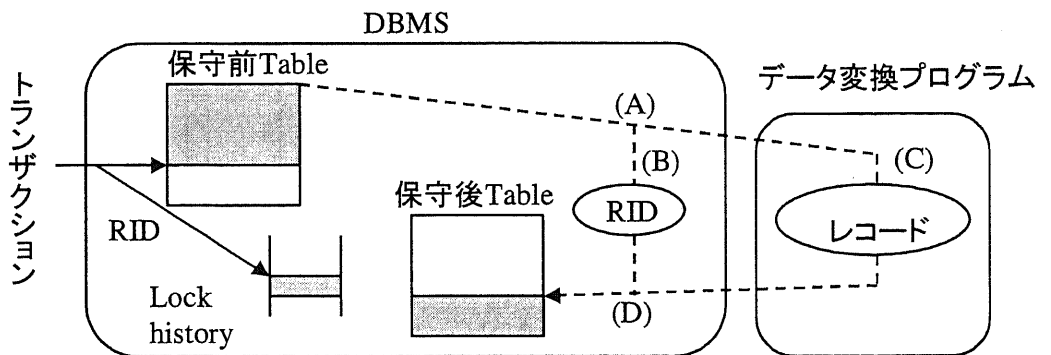 DBMS
保守前Table
データ変換プログラム
トランザクション
(A)
(B)
(C)
保守後Table
RID
レコード
RID
(D)
Lock
history